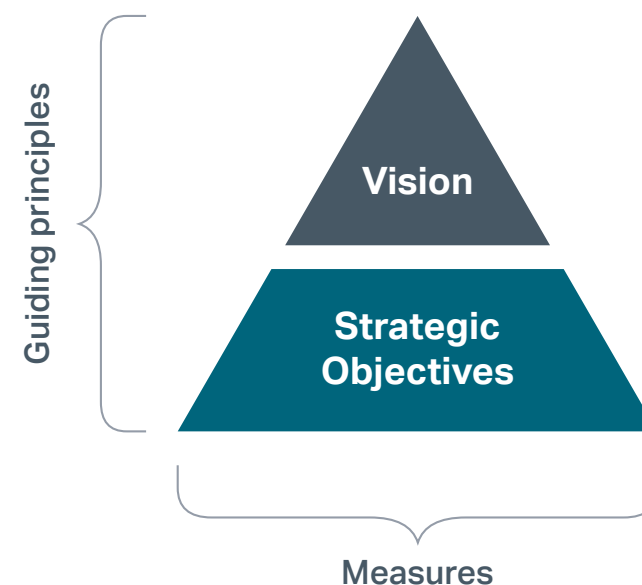 Guiding principles
Vision
Strategic
Objectives
Measures